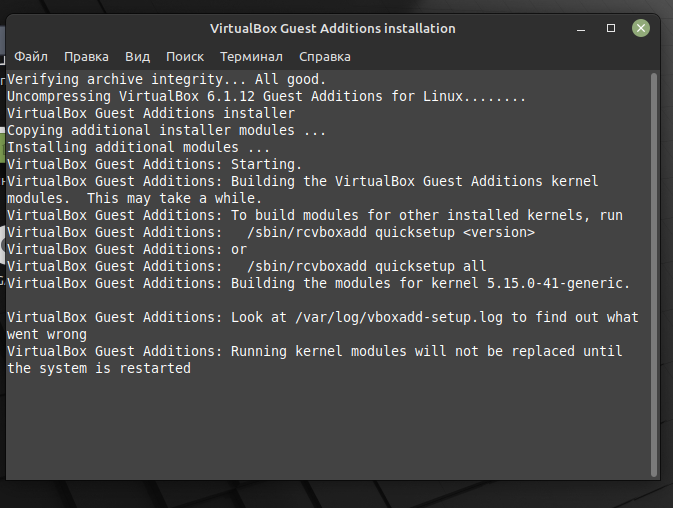 VirtualBox Guest Additions installation
Файл Правка Вид Поиск Терминал Справка
Verifying archive integrity... All good.
Uncompressing VirtualBox 6.1.12 Guest Additions for Linux........
VirtualBox Guest Additions installer
Copying additional installer modules ...
Installing additional modules ...
VirtualBox Guest Additions: Starting.
VirtualBox Guest Additions: Building the VirtualBox Guest Additions kernel
modules.  This may take a while.
VirtualBox Guest Additions: To build modules for other installed kernels, run
VirtualBox Guest Additions:   /sbin/rcvboxadd quicksetup <version>
VirtualBox Guest Additions: or
VirtualBox Guest Additions:   /sbin/rcvboxadd quicksetup all
VirtualBox Guest Additions: Building the modules for kernel 5.15.0-41-generic.
VirtualBox Guest Additions: Look at /var/log/vboxadd-setup.log to find out what
went wrong
VirtualBox Guest Additions: Running kernel modules will not be replaced until
the system is restarted